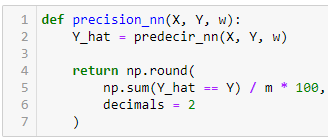 1 def precision_nn(X, Y, w):
2     Y_hat = predecir_nn(X, Y, w)
3
4     return np.round(
5         np.sum(Y_hat == Y) / m * 100,
6         decimals = 2
7     )